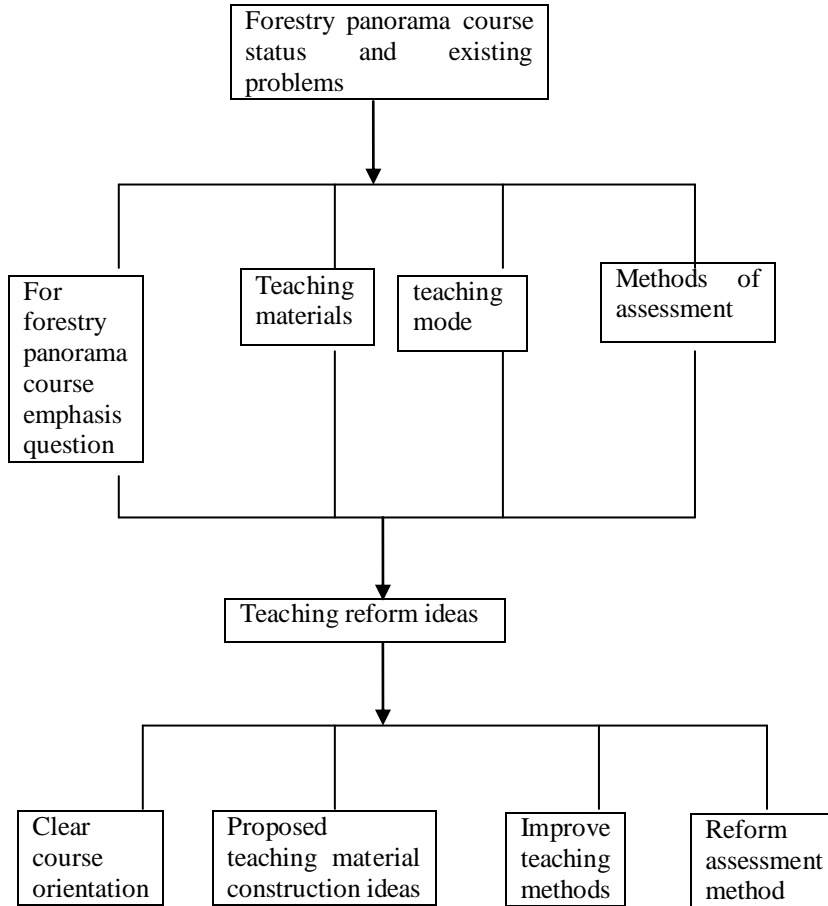 Forestry panorama course
status and existing
problems
For
forestry
panorama
course
emphasis
question
Teaching
materials
teaching
mode
Methods of
assessment
Teaching reform ideas
Clear
course
orientation
Proposed
teaching material
construction ideas
Improve
teaching
methods
Reform
assessment
method